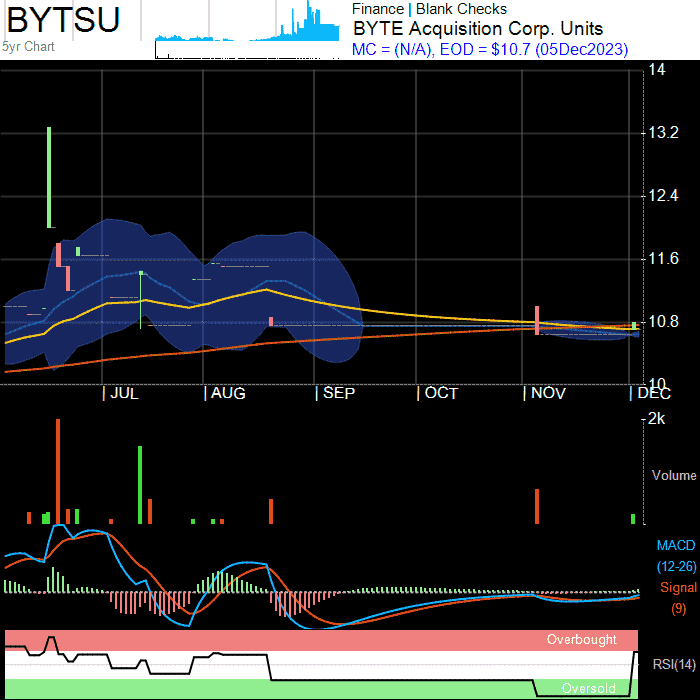 BYTSU
5yr Chart
Finance | Blank Checks
BYTE Acquisition Corp. Units
MC = (N/A), EOD = $10.7 (05Dec2023)
14
13.2
12.4
11.6
10.8
10
| JUL | AUG | SEP | OCT | NOV | DEC
2k
Volume
MACD
(12-26)
Signal
(9)
Overbought
RSI(14)
Oversold